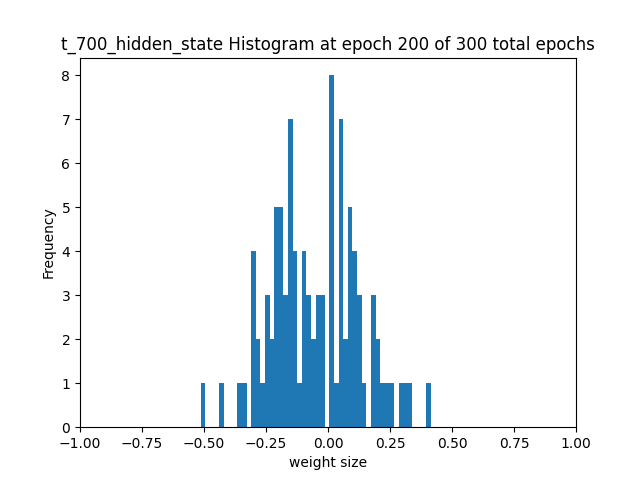 t_700_hidden_state Histogram at epoch 200 of 300 total epochs
Frequency
8
7
6
5
4
3
2
1
0
−1.00 −0.75 −0.50 −0.25 0.00 0.25 0.50 0.75 1.00
weight size